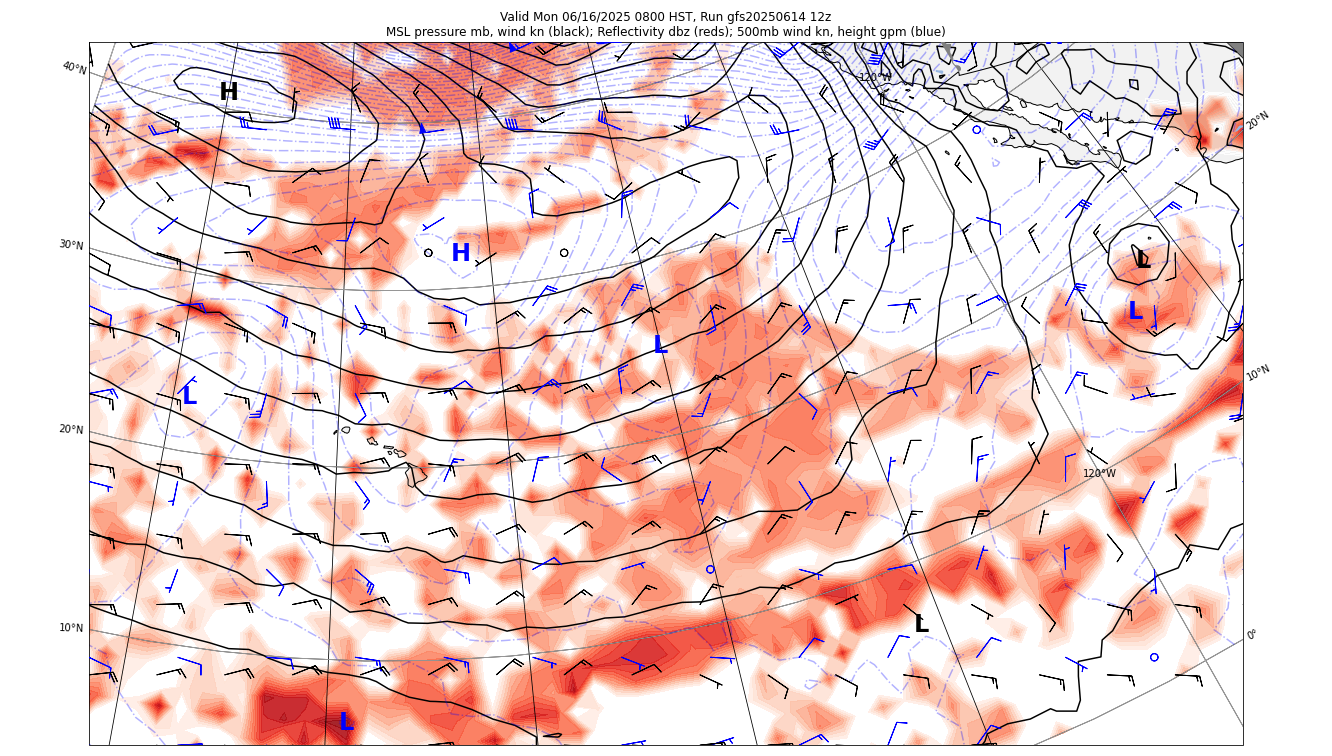 Valid Mon 06/16/2025 0800 HST, Run gfs20250614 12z
MSL pressure mb, wind kn (black); Reflectivity dbz (reds); 500mb wind kn, height gpm (blue)
40°N
120°W
H
20°N
30°N
H
L
L
L
10°N
L
20°N
120°W
10°N
L
0°
L